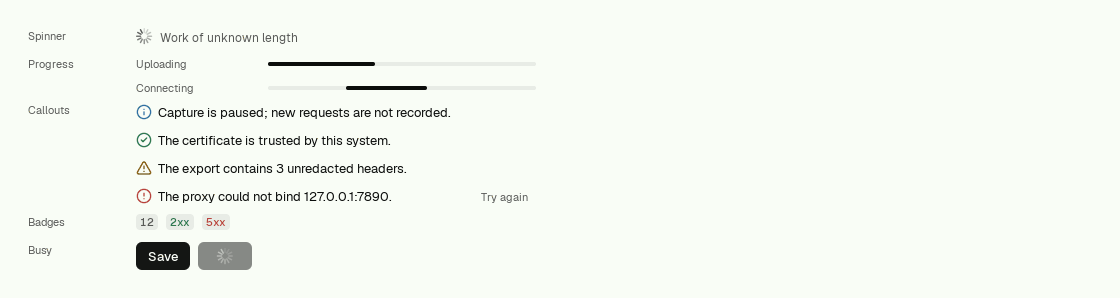 Spinner Work of unknown length
Progress Uploading
Connecting
Callouts Capture is paused; new requests are not recorded.
The certificate is trusted by this system.
The export contains 3 unredacted headers.
The proxy could not bind 127.0.0.1:7890. Try again
Badges 12 2xx 5xx
Busy Save